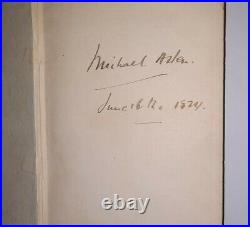 Michael Arlen.
June 16th, 1924.